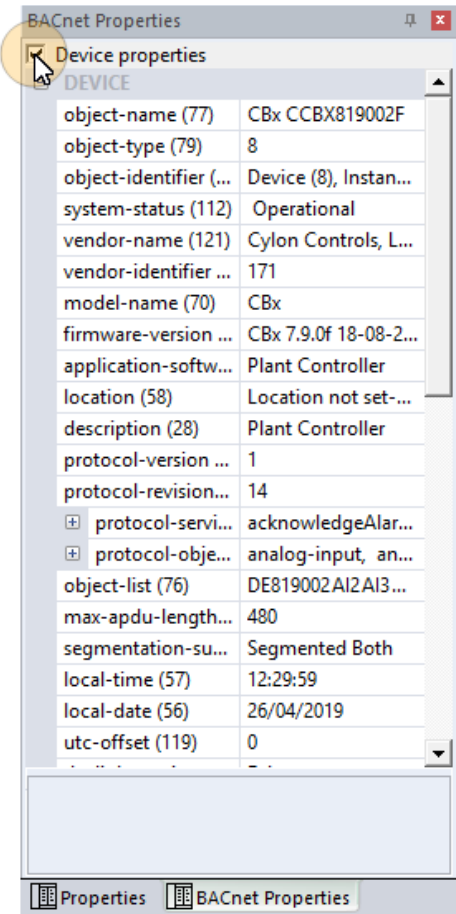 BACnet Properties
Device properties
DEVICE
object-name (77) CBx CCBX819002F
object-type (79) 8
object-identifier (... Device (8), Instan...
system-status (112) Operational
vendor-name (121) Cylon Controls, L...
vendor-identifier ... 171
model-name (70) CBx
firmware-version ... CBx 7.9.0f 18-08-2...
application-softw... Plant Controller
location (58) Location not set-...
description (28) Plant Controller
protocol-version ... 1
protocol-revision... 14
protocol-servi... acknowledgeAlar...
protocol-obje... analog-input, an...
object-list (76) DE819002AI2AI3...
max-apdu-length... 480
segmentation-su... Segmented Both
local-time (57) 12:29:59
local-date (56) 26/04/2019
utc-offset (119) 0
Properties BACnet Properties